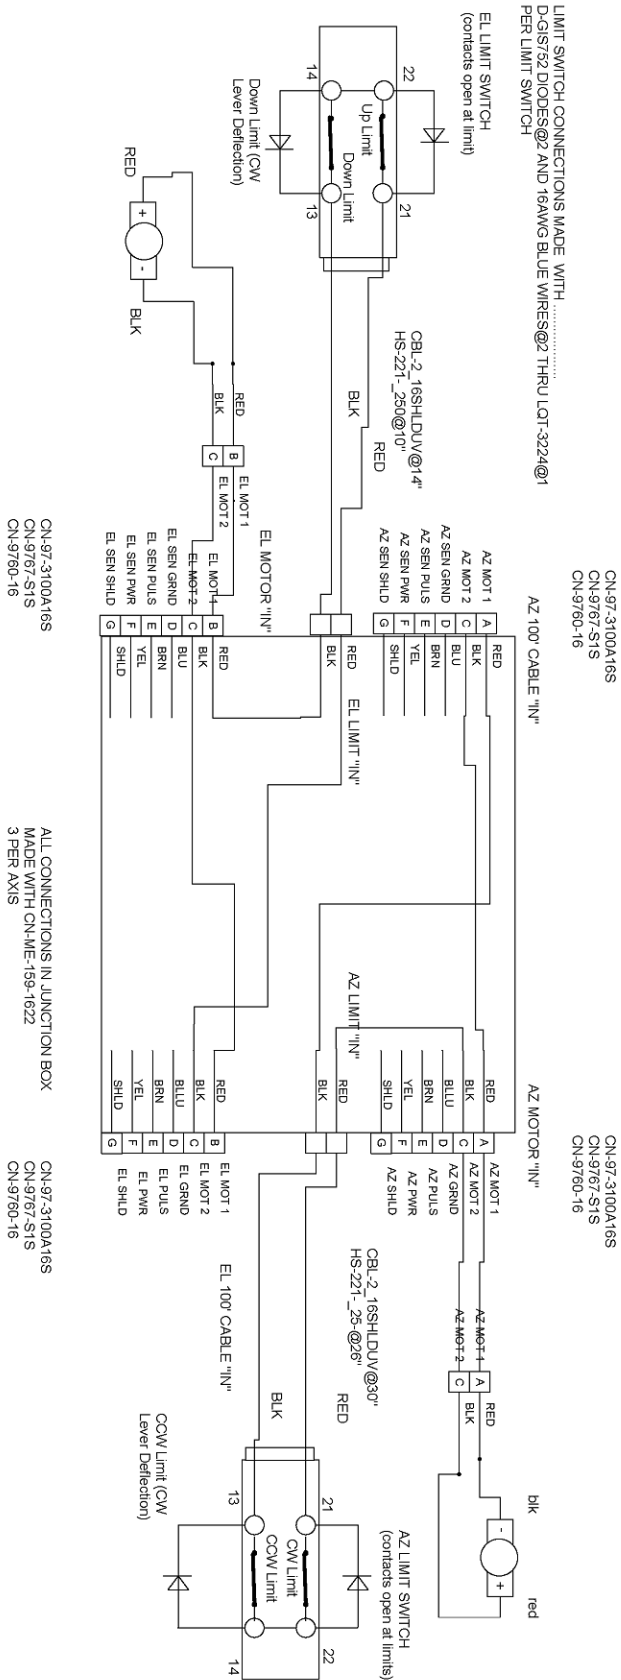 LIMIT SWITCH CONNECTIONS MADE WITH ..............
D-GIS752 DIODES@2 AND 16AWG BLUE WIRES@2 THRU LQT-3224@1
PER LIMIT SWITCH
EL LIMIT SWITCH
(contacts open at limit)
22
21
Up Limit
Down Limit
14
13
Down Limit (CW
Lever Deflection)
RED
+
-
BLK
CBL-2_16SHLDUV@14"
HS-221-_250@10"
RED
BLK
RED
BLK
B
C
EL MOT 1
EL MOT 2
CN-97-3100A16S
CN-9767-S1S
CN-9760-16
AZ 100' CABLE "IN"
AZ MOT 1
AZ MOT 2
AZ SEN GRND
AZ SEN PULS
AZ SEN PWR
AZ SEN SHLD
A
C
D
E
F
G
RED
BLK
BLU
BRN
YEL
SHLD
RED
BLK
EL LIMIT "IN"
EL MOTOR "IN"
EL MOT 1
EL MOT 2
EL SEN GRND
EL SEN PULS
EL SEN PWR
EL SEN SHLD
B
C
D
E
F
G
RED
BLK
BLU
BRN
YEL
SHLD
CN-97-3100A16S
CN-9767-S1S
CN-9760-16
ALL CONNECTIONS IN JUNCTION BOX
MADE WITH CN-ME-159-1622
3 PER AXIS
CN-97-3100A16S
CN-9767-S1S
CN-9760-16
AZ MOTOR "IN"
RED
BLK
BLLU
BRN
YEL
SHLD
A
C
D
E
F
G
AZ MOT 1
AZ MOT 2
AZ GRND
AZ PULS
AZ PWR
AZ SHLD
AZ LIMIT "IN"
RED
BLK
RED
BLK
BLLU
BRN
YEL
SHLD
B
C
D
E
F
G
EL MOT 1
EL MOT 2
EL GRND
EL PULS
EL PWR
EL SHLD
EL 100' CABLE "IN"
CN-97-3100A16S
CN-9767-S1S
CN-9760-16
AZ MOT 1
AZ MOT 2
A
C
RED
BLK
blk
-
+
red
CBL-2_16SHLDUV@30"
HS-221-_25-@26"
RED
BLK
AZ LIMIT SWITCH
(contacts open at limits)
21
22
CW Limit
CCW Limit
13
14
CCW Limit (CW
Lever Deflection)